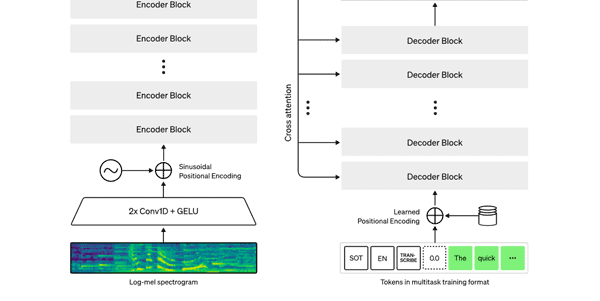 Encoder Block
Encoder Block
Encoder Block
Encoder Block
Sinusoidal
Positional Encoding
2x Conv1D + GELU
Log-mel spectrogram
Cross attention
Decoder Block
Decoder Block
Decoder Block
Decoder Block
Learned
Positional Encoding
SOT
EN
TRAN-
SCRIBE
0.0
The
quick
...
Tokens in multitask training format